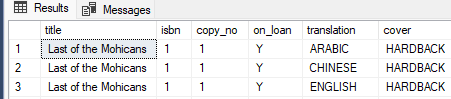 Results Messages
title isbn copy_no on_loan translation cover
1 Last of the Mohicans 1 1 Y ARABIC HARDBACK
2 Last of the Mohicans 1 1 Y CHINESE HARDBACK
3 Last of the Mohicans 1 1 Y ENGLISH HARDBACK